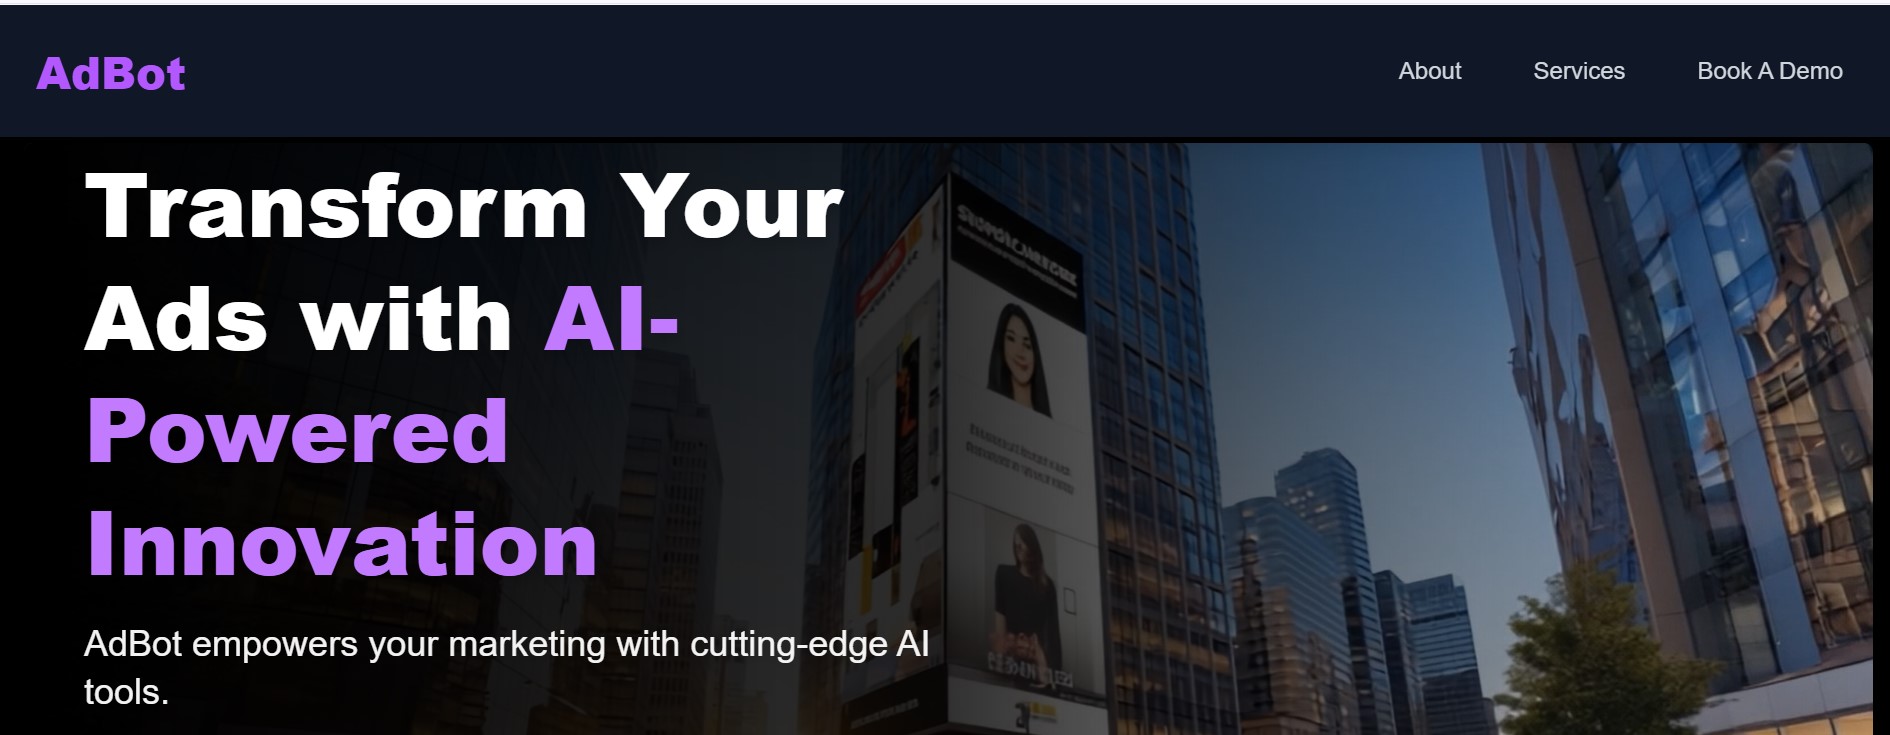 AdBot
About
Services
Book A Demo
Transform Your
Ads with AI-
Powered
Innovation
AdBot empowers your marketing with cutting-edge AI
tools.